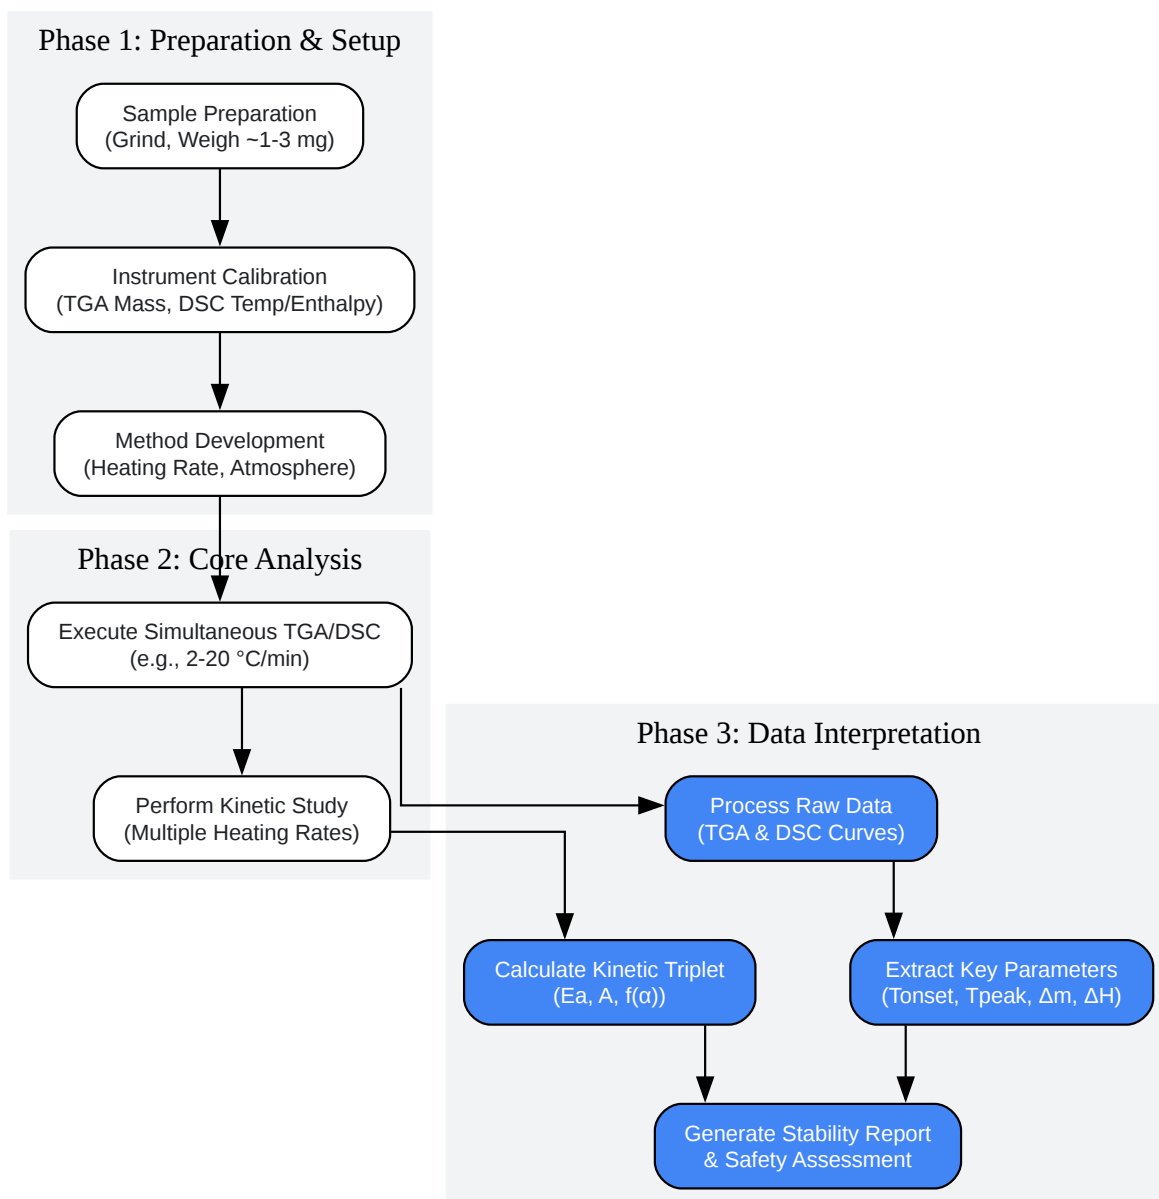 Phase 1: Preparation & Setup
Sample Preparation
(Grind, Weigh ~1-3 mg)
Instrument Calibration
(TGA Mass, DSC Temp/Enthalpy)
Method Development
(Heating Rate, Atmosphere)
Phase 2: Core Analysis
Execute Simultaneous TGA/DSC
(e.g., 2-20 °C/min)
Perform Kinetic Study
(Multiple Heating Rates)
Phase 3: Data Interpretation
Process Raw Data
(TGA & DSC Curves)
Calculate Kinetic Triplet
(Ea, A, f(α))
Extract Key Parameters
(Tonset, Tpeak, Δm, ΔH)
Generate Stability Report
& Safety Assessment